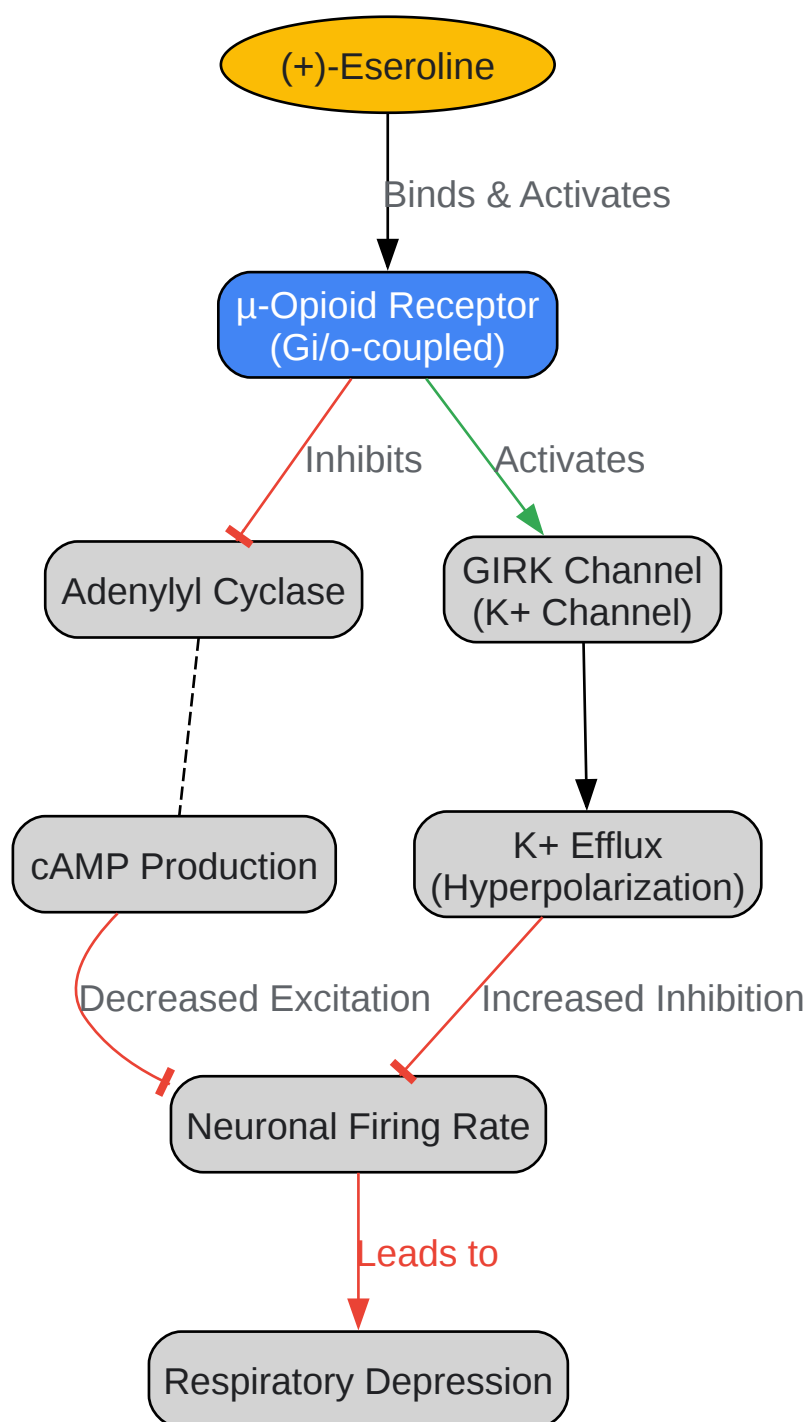 (+)-Eseroline
Binds & Activates
µ-Opioid Receptor
(Gi/o-coupled)
Inhibits
Activates
Adenylyl Cyclase
GIRK Channel
(K+ Channel)
cAMP Production
K+ Efflux
(Hyperpolarization)
Decreased Excitation
Increased Inhibition
Neuronal Firing Rate
Leads to
Respiratory Depression